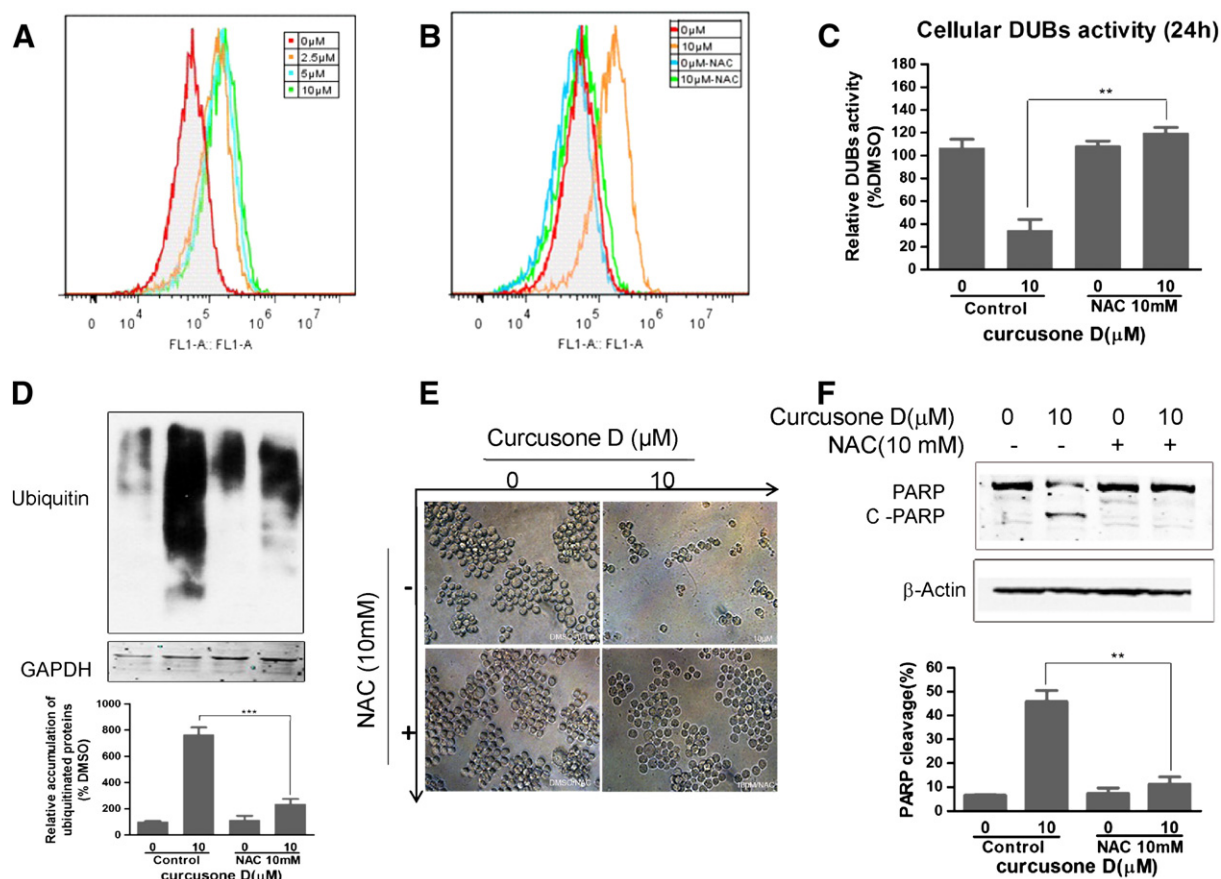 A
0μM
2.5μM
5μM
10μM
0 10^4 10^5 10^6 10^7
FL1-A:: FL1-A
B
0μM
10μM
0μM-NAC
10μM-NAC
0 10^4 10^5 10^6 10^7
FL1-A:: FL1-A
C
Cellular DUBs activity (24h)
Relative DUBs activity
(%DMSO)
180
160
140
120
100
80
60
40
20
0
**
0 10 0 10
Control NAC 10mM
curcusone D(μM)
D
Ubiquitin
GAPDH
Relative accumulation of
ubiquitinated proteins
(% DMSO)
1000
800
600
400
200
0
***
0 10 0 10
Control NAC 10mM
curcusone D(μM)
E
Curcusone D (μM)
0 10
NAC (10mM)
-
+
10μM
DMSO/NAC
10μM/NAC
F
Curcusone D(μM) 0 10 0 10
NAC(10 mM) - - + +
PARP
C -PARP
β-Actin
PARP cleavage(%)
60
50
40
30
20
10
0
**
0 10 0 10
Control NAC 10mM
curcusone D(μM)